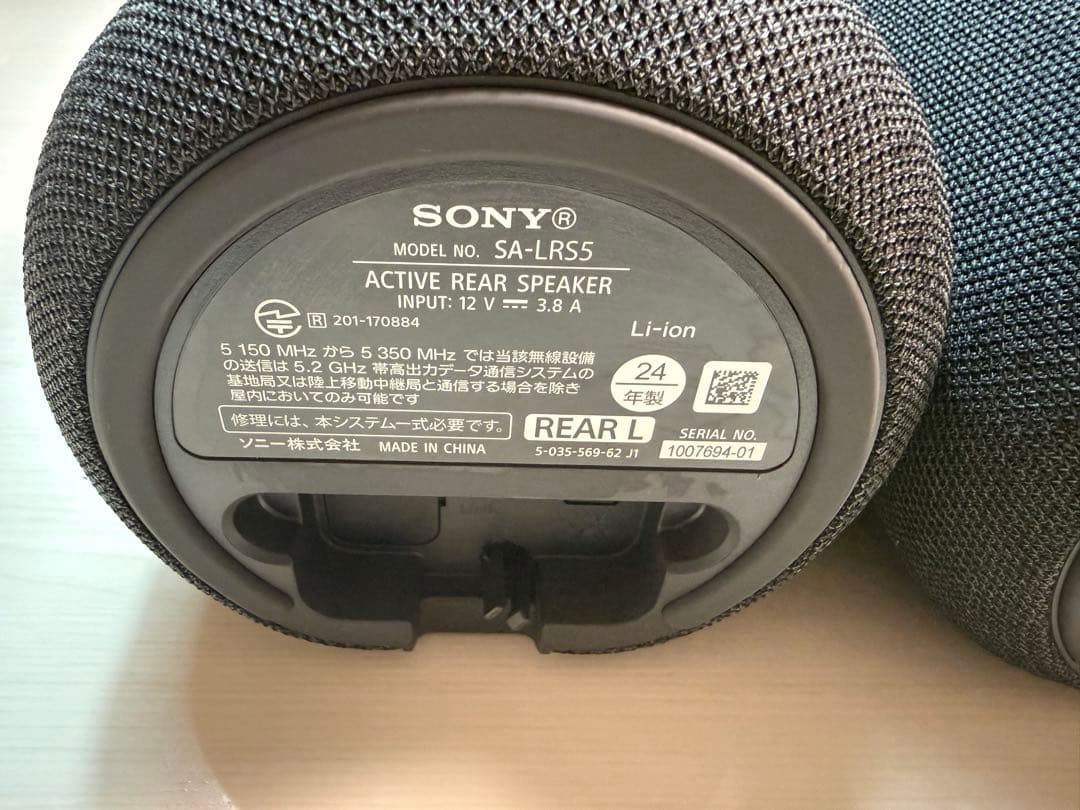 SONY®
MODEL NO. SA-LRS5
ACTIVE REAR SPEAKER
INPUT: 12 V ⎓ 3.8 A
R 201-170884
Li-ion
5 150 MHz から 5 350 MHz では当該無線設備
の送信は 5.2 GHz 帯高出力データ通信システムの
基地局又は陸上移動中継局と通信する場合を除き
屋内においてのみ可能です
24
年製
修理には、本システム一式必要です。
REAR L
SERIAL NO.
ソニー株式会社 MADE IN CHINA
5-035-569-62 J1
1007694-01